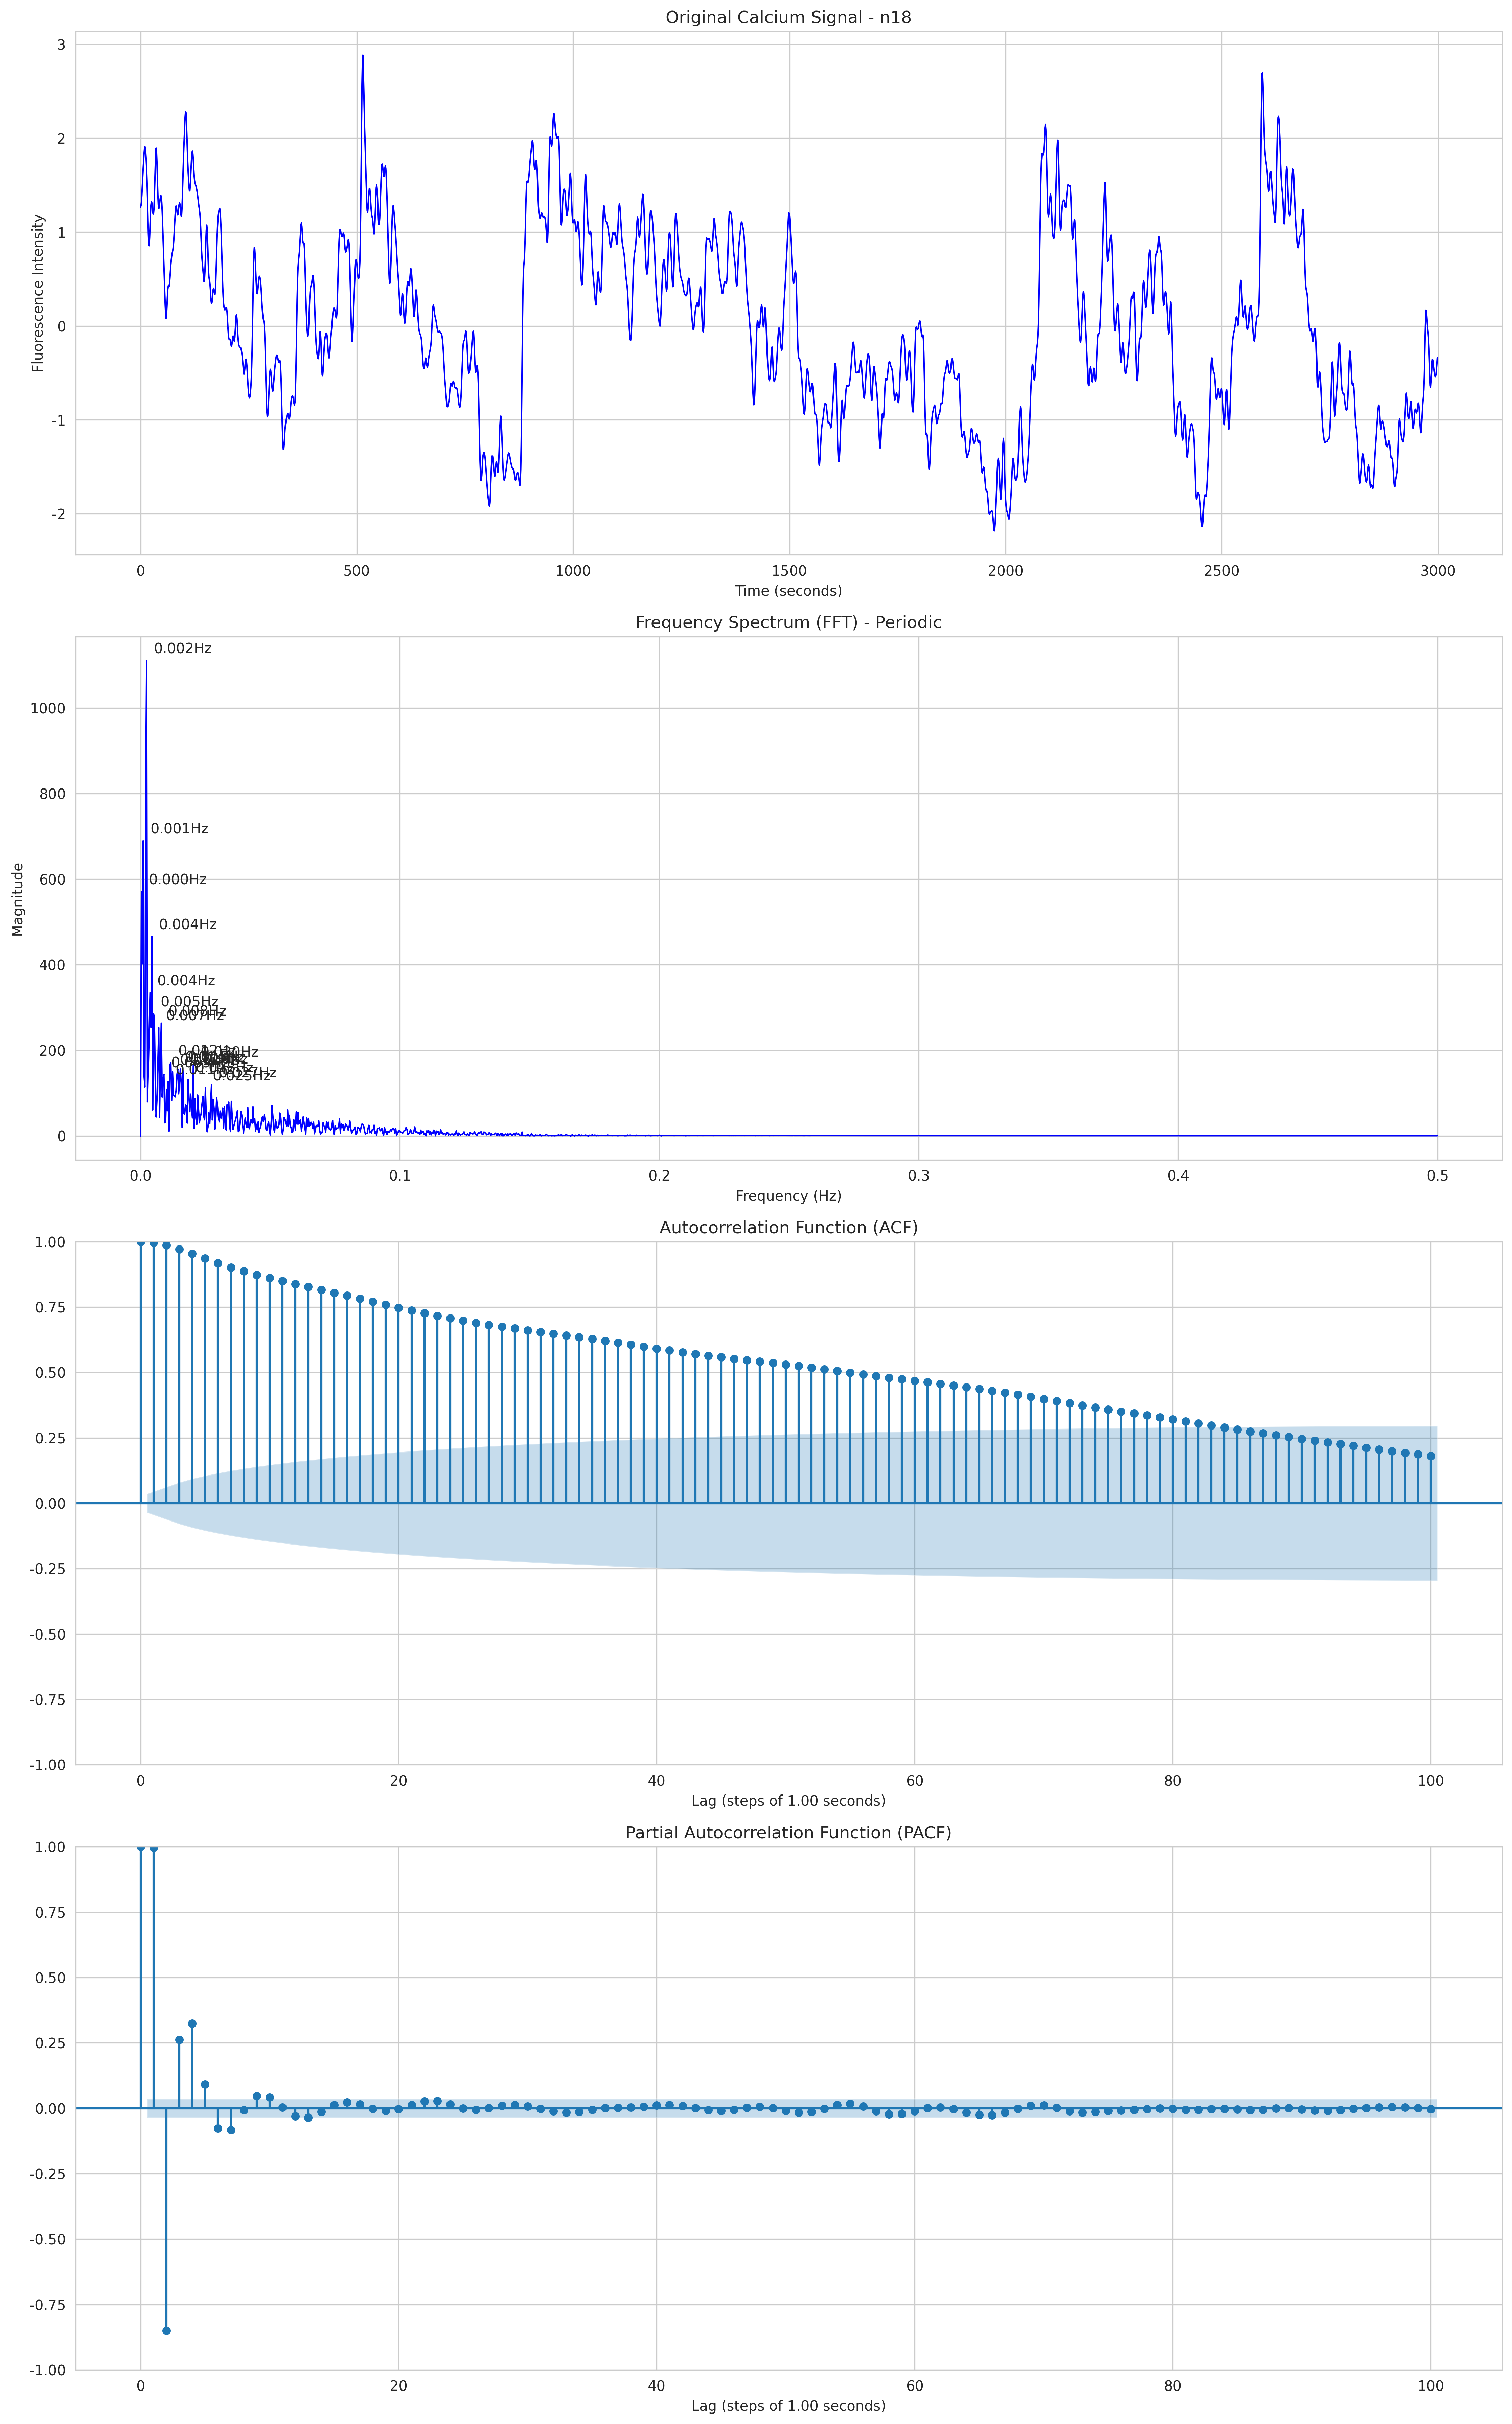 Original Calcium Signal - n18
3
2
1
0
-1
-2
Fluorescence Intensity
0 500 1000 1500 2000 2500 3000
Time (seconds)
Frequency Spectrum (FFT) - Periodic
0.002Hz
1000
800
0.001Hz
600
0.000Hz
0.004Hz
400
0.004Hz
0.005Hz
0.008Hz
0.007Hz
200
0.012Hz
0.025Hz
0
Magnitude
0.0 0.1 0.2 0.3 0.4 0.5
Frequency (Hz)
Autocorrelation Function (ACF)
1.00
0.75
0.50
0.25
0.00
-0.25
-0.50
-0.75
-1.00
0 20 40 60 80 100
Lag (steps of 1.00 seconds)
Partial Autocorrelation Function (PACF)
1.00
0.75
0.50
0.25
0.00
-0.25
-0.50
-0.75
-1.00
0 20 40 60 80 100
Lag (steps of 1.00 seconds)